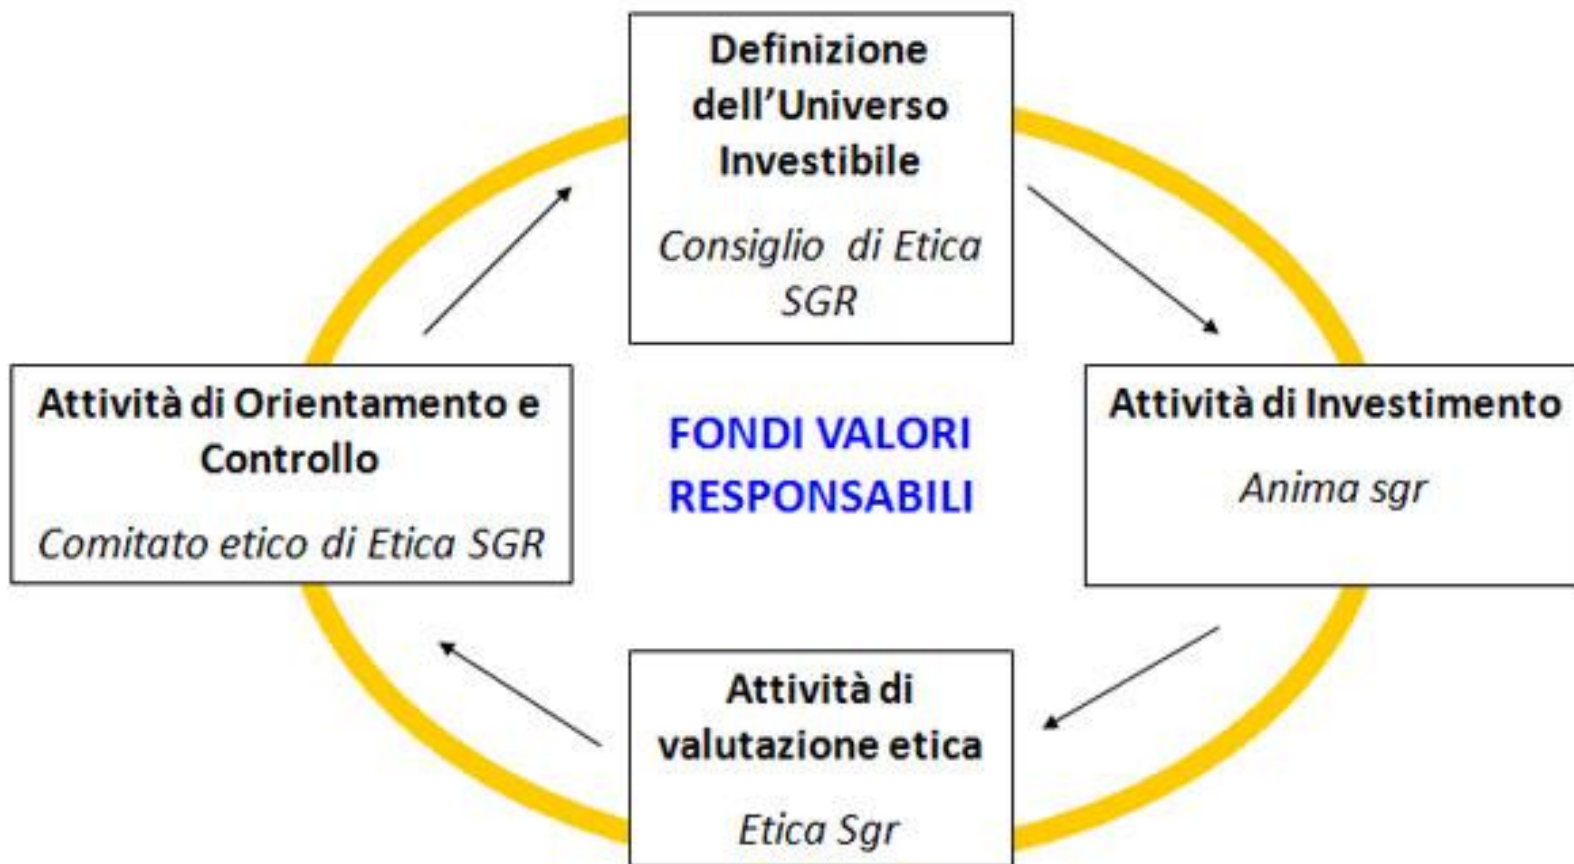 Definizione
dell’Universo
Investibile
Consiglio di Etica
SGR
Attività di Orientamento e
Controllo
Comitato etico di Etica SGR
FONDI VALORI
RESPONSABILI
Attività di Investimento
Anima sgr
Attività di
valutazione etica
Etica Sgr